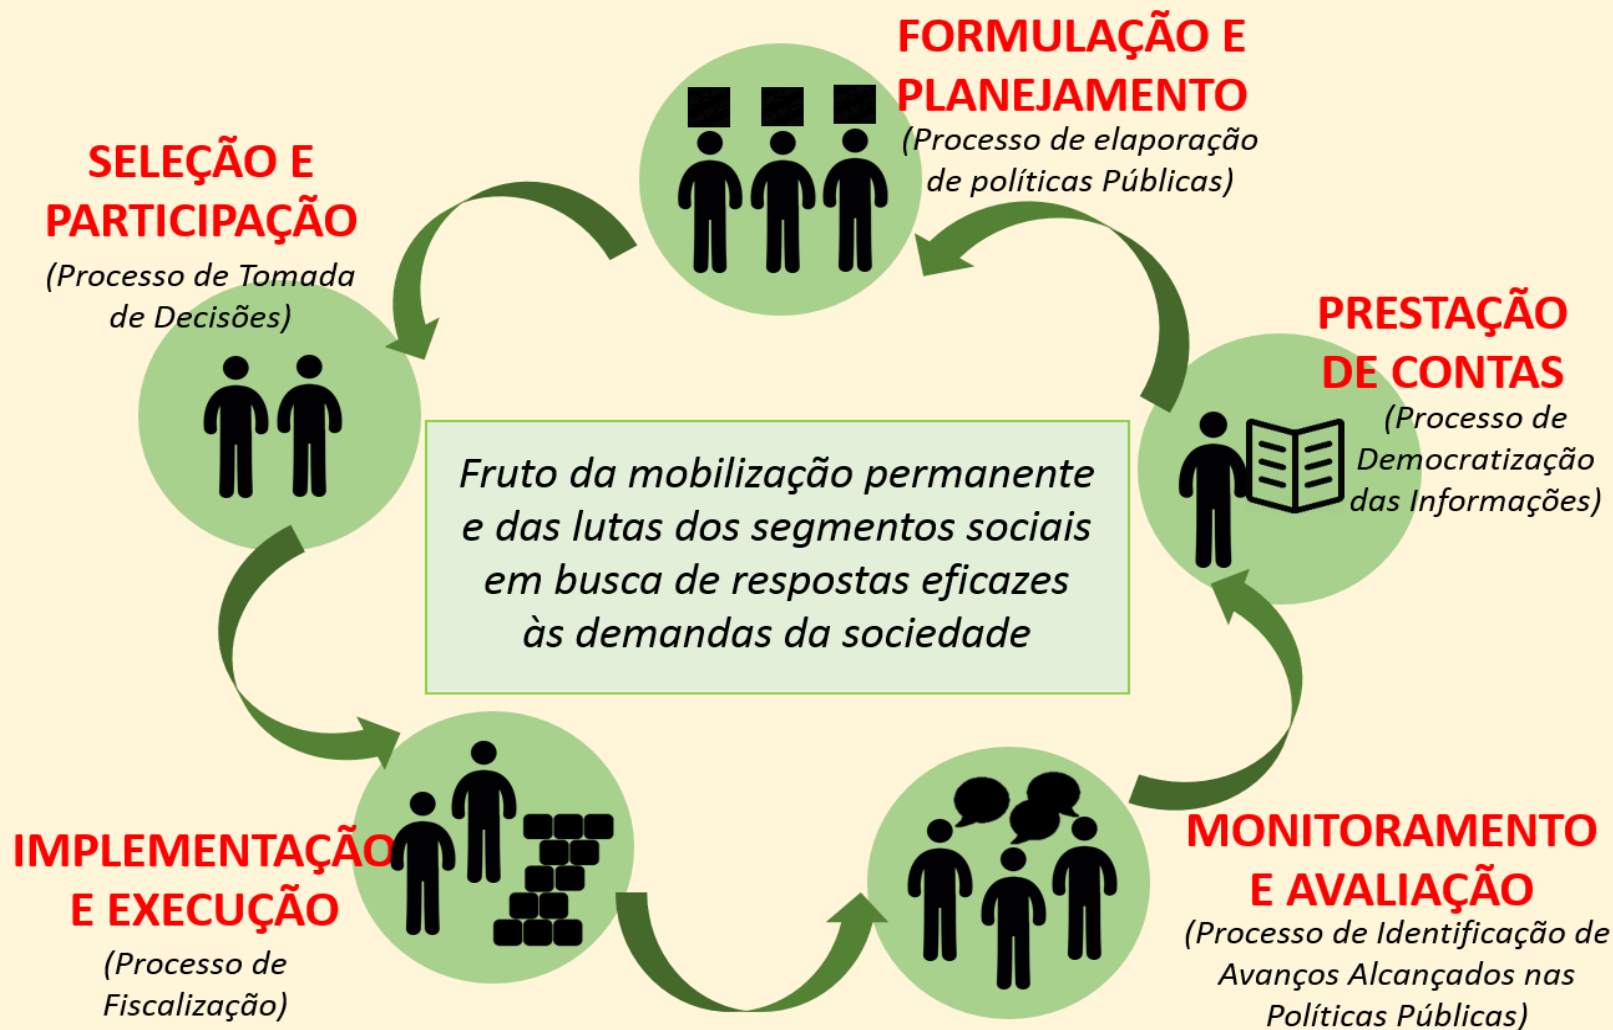 FORMULAÇÃO E
PLANEJAMENTO
(Processo de elaporação
de políticas Públicas)
SELEÇÃO E
PARTICIPAÇÃO
(Processo de Tomada
de Decisões)
PRESTAÇÃO
DE CONTAS
(Processo de
Democratização
das Informações)
Fruto da mobilização permanente
e das lutas dos segmentos sociais
em busca de respostas eficazes
às demandas da sociedade
IMPLEMENTAÇÃO
E EXECUÇÃO
(Processo de
Fiscalização)
MONITORAMENTO
E AVALIAÇÃO
(Processo de Identificação de
Avanços Alcançados nas
Políticas Públicas)